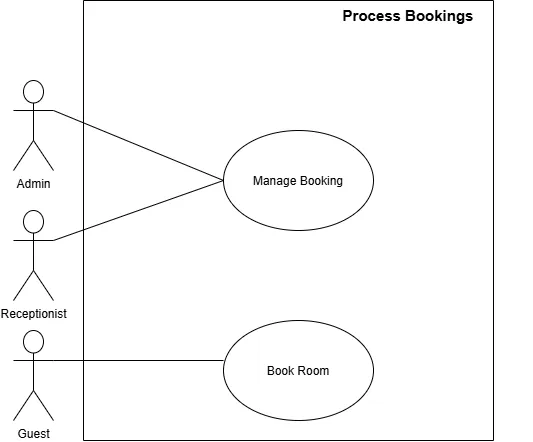 Process Bookings
Admin
Manage Booking
Receptionist
Book Room
Guest